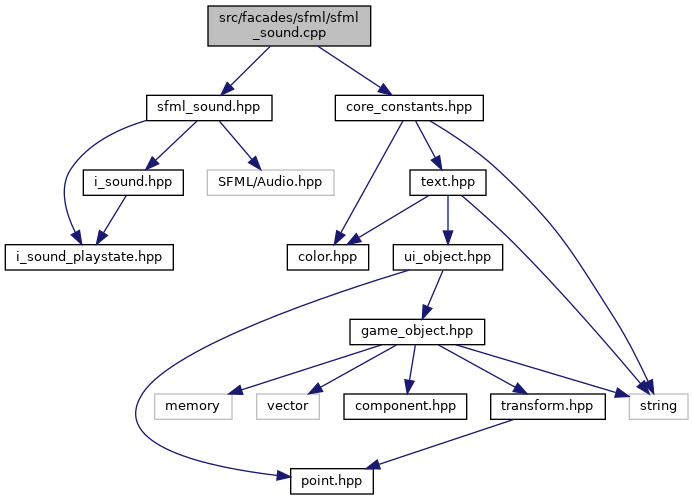 src/facades/sfml/sfml
_sound.cpp
sfml_sound.hpp
core_constants.hpp
i_sound.hpp
SFML/Audio.hpp
text.hpp
i_sound_playstate.hpp
color.hpp
ui_object.hpp
game_object.hpp
memory
vector
component.hpp
transform.hpp
string
point.hpp